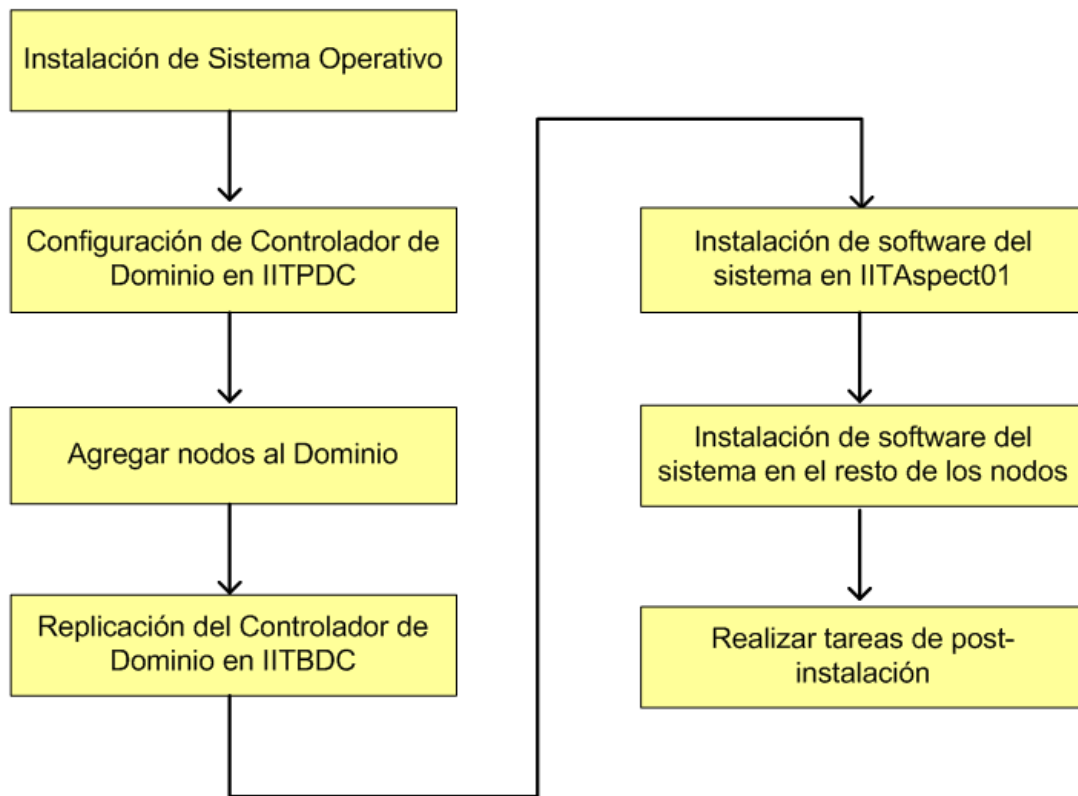 Instalación de Sistema Operativo
Configuración de Controlador de
Dominio en IITPDC
Agregar nodos al Dominio
Replicación del Controlador de
Dominio en IITBDC
Instalación de software del
sistema en IITAspect01
Instalación de software del
sistema en el resto de los nodos
Realizar tareas de post-
instalación